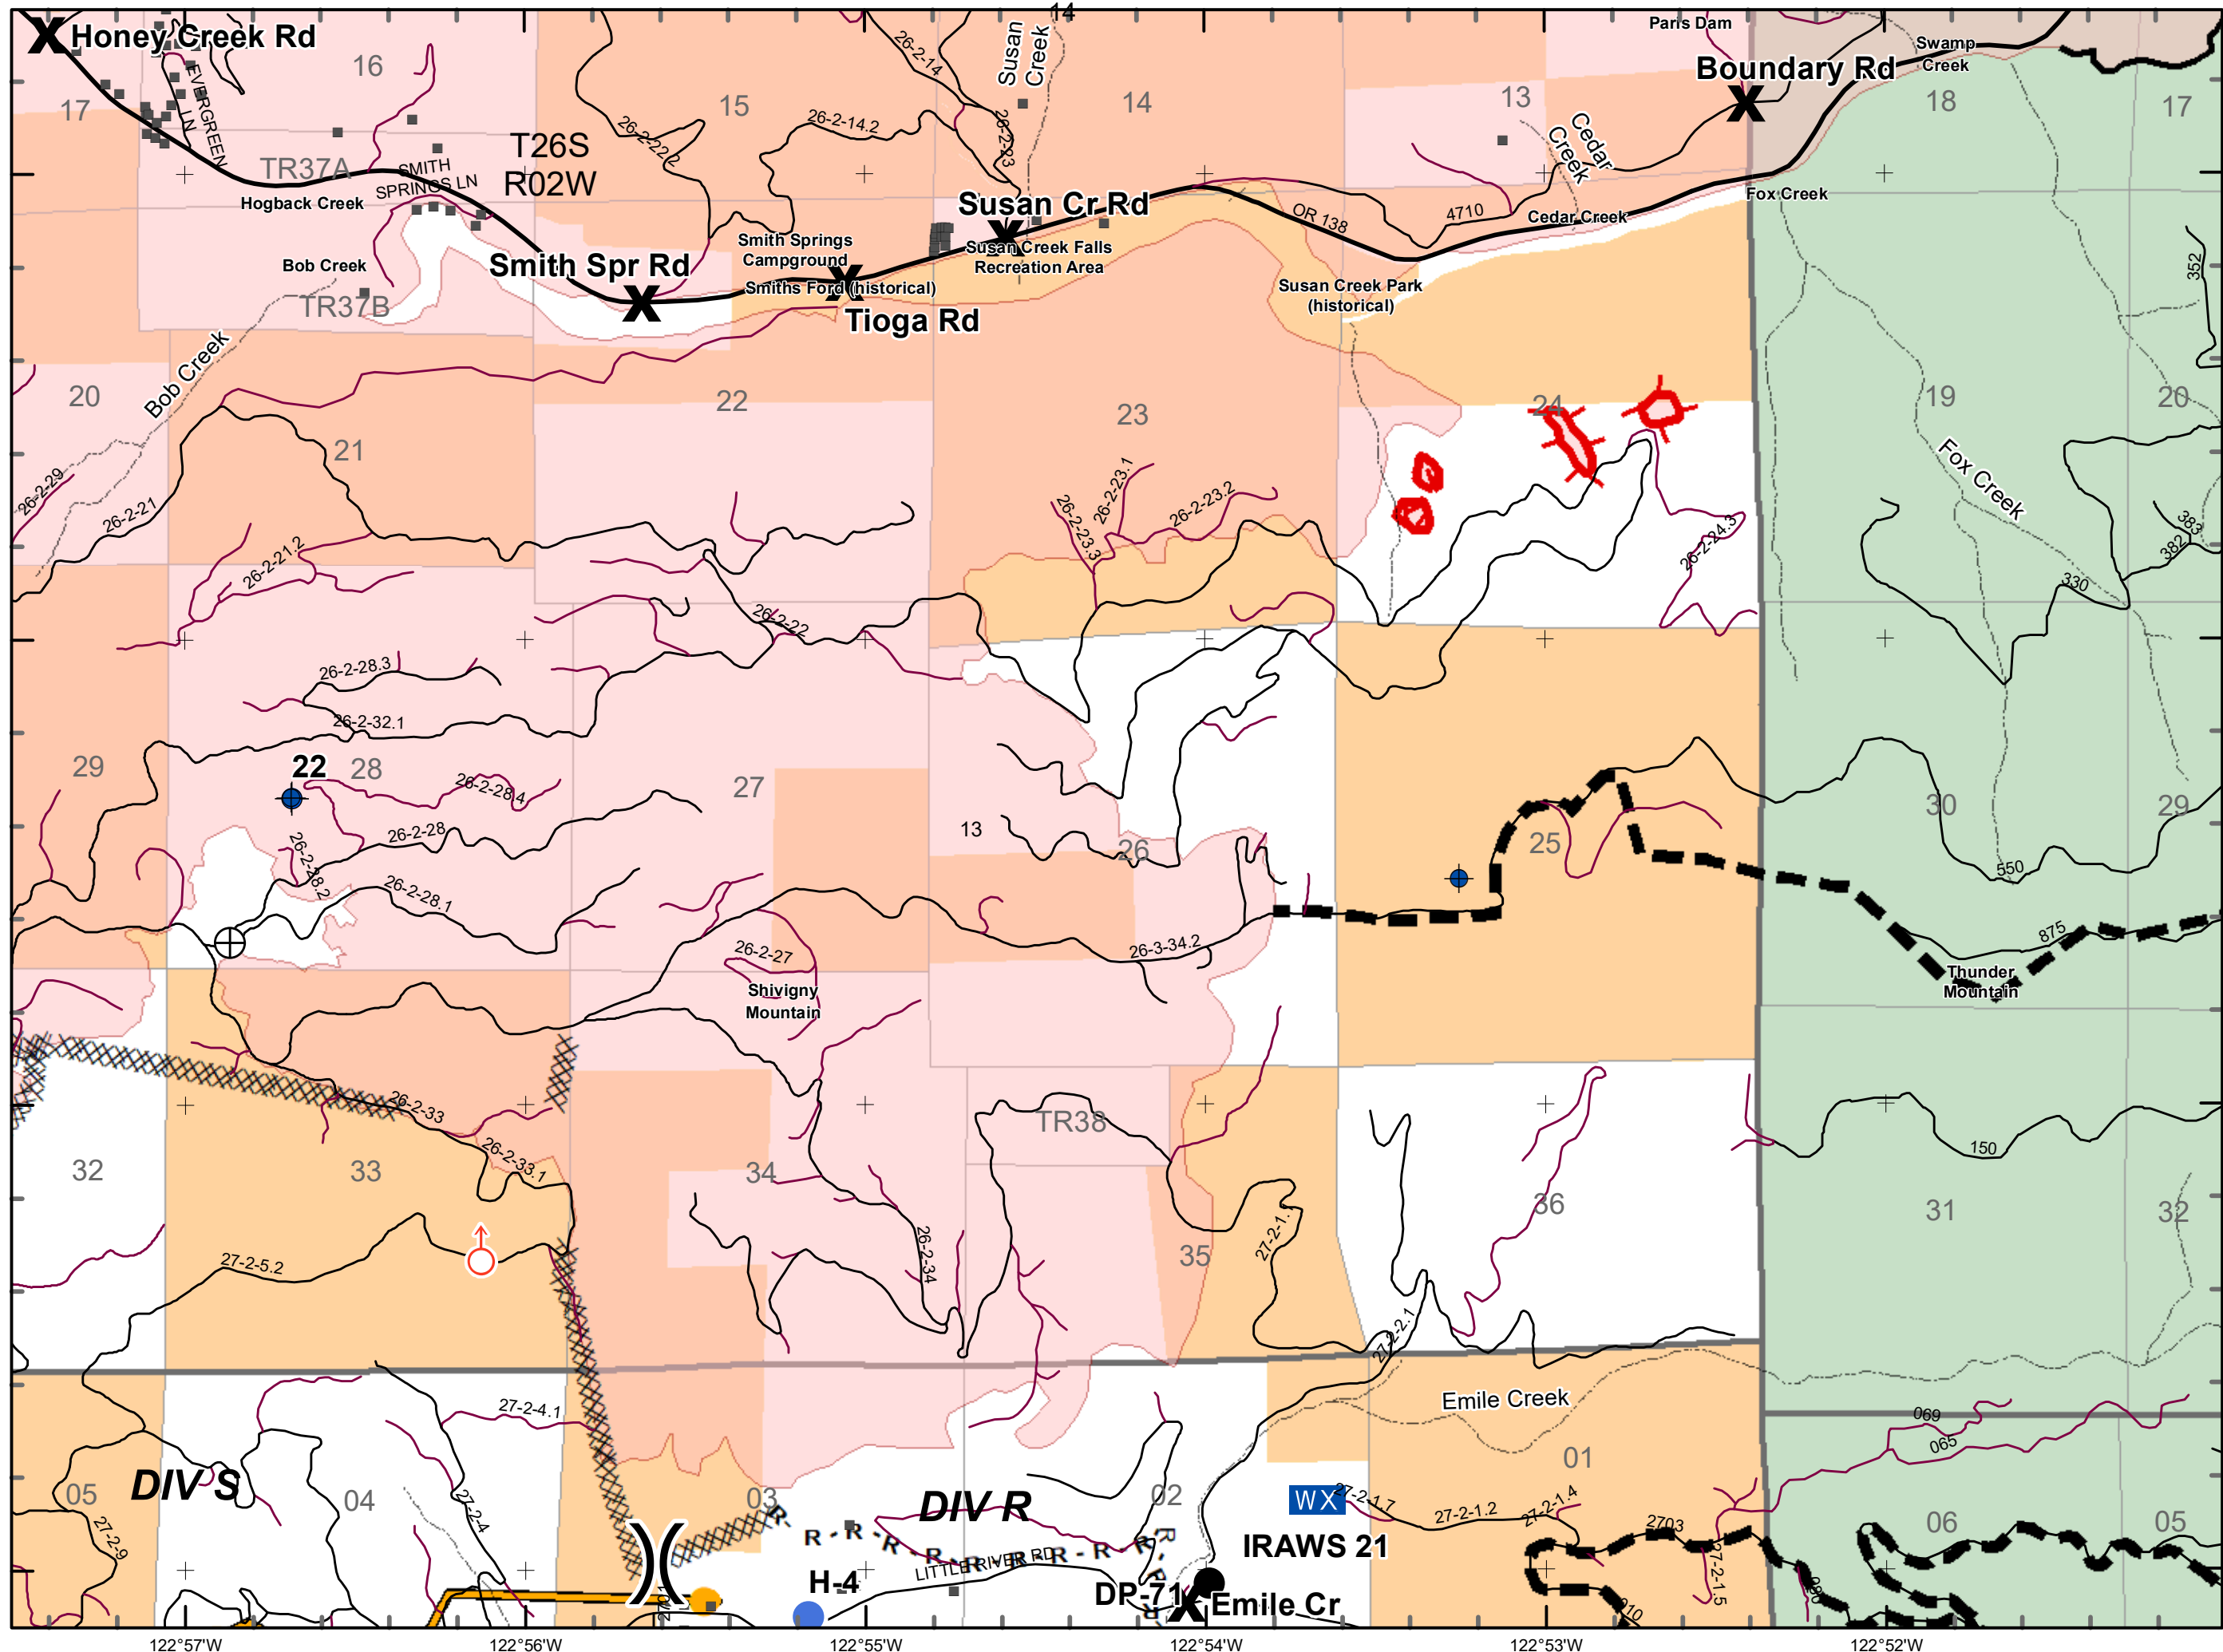 14
Paris Dam
Honey Creek Rd
Swamp
Creek
Boundary Rd
16
17
15
14
13
18
17
EVERGREEN
LN
26-2-14
Susan
Creek
26-2-14.2
26-2-22.2
26-2-23
Cedar
Creek
T26S
R02W
TR37A
SMITH
SPRINGS LN
Hogback Creek
Susan Cr Rd
OR 138
4710
Cedar Creek
Fox Creek
Smith Springs
Campground
Susan Creek Falls
Recreation Area
Bob Creek
Smith Spr Rd
Smiths Ford (historical)
Susan Creek Park
(historical)
352
TR37B
Tioga Rd
Bob Creek
20
22
23
24
19
20
21
Fox Creek
26-2-29
26-2-21
26-2-21.2
26-2-23.3
26-2-23.1
26-2-23.2
26-2-24.3
383
382
330
26-2-22
26-2-28.3
26-2-32.1
29
22
28
27
26-2-28.4
13
26
25
30
29
26-2-28
26-2-28.2
26-2-28.1
550
26-3-34.2
26-2-27
875
Shivigny
Mountain
Thunder
Mountain
26-2-33
TR38
26-2-33.1
150
32
33
34
35
36
31
32
27-2-5.2
26-2-34
27-2-1.
27-2-2.1
Emile Creek
27-2-4.1
069
065
DIV S
05
04
03
DIV R
02
01
06
05
27-2-9
27-2-4
WX
27-2-1.7
27-2-1.2
27-2-1.4
2703
IRAWS 21
R - R - R - R - R - R - R - R
LITTLE RIVER RD
27-2-1.5
H-4
DP-71
Emile Cr
2701
010
080
122°57'W
122°56'W
122°55'W
122°54'W
122°53'W
122°52'W